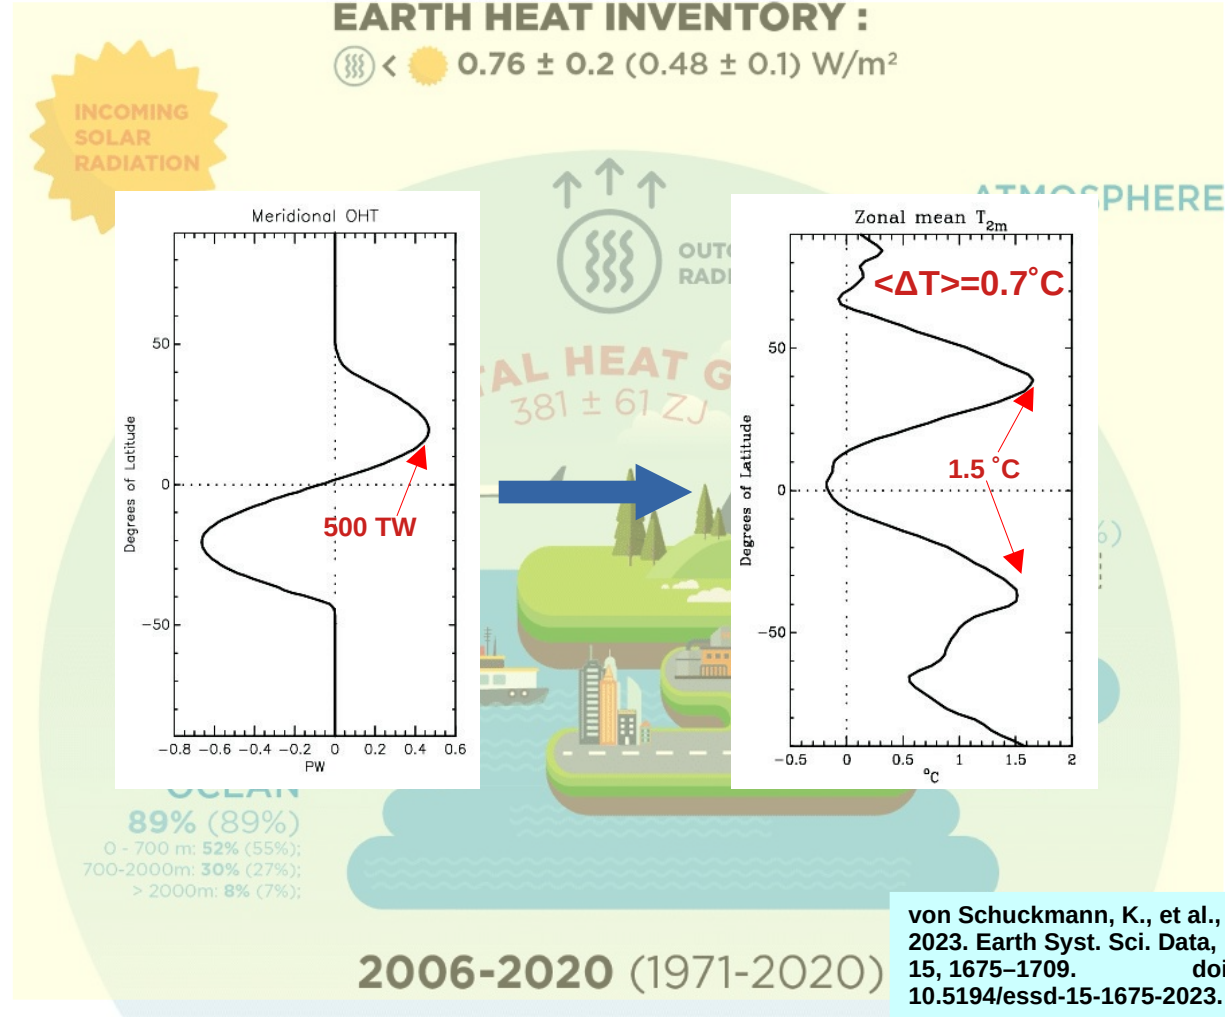 EARTH HEAT INVENTORY :
< 0.76 ± 0.2 (0.48 ± 0.1) W/m²
INCOMING
SOLAR
RADIATION
ATMOSPHERE
Meridional OHT
50
0
−50
Degrees of Latitude
500 TW
−0.8 −0.6 −0.4 −0.2 0 0.2 0.4 0.6
PW
381 ± 61 ZJ
HEAT
Zonal mean T2m
<ΔT>=0.7°C
50
0
−50
Degrees of Latitude
1.5 °C
−0.5 0 0.5 1 1.5 2
°C
OCEAN
89% (89%)
0 - 700 m: 52% (55%);
700-2000m: 30% (27%);
> 2000m: 8% (7%);
2006-2020 (1971-2020)
von Schuckmann, K., et al.,
2023. Earth Syst. Sci. Data,
15, 1675–1709. doi
10.5194/essd-15-1675-2023.